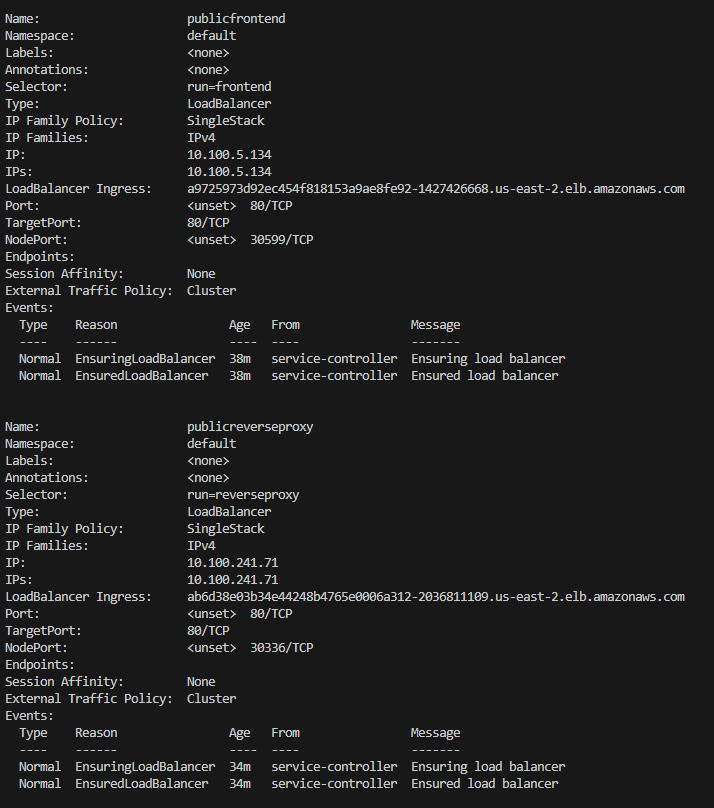 Name:                     publicfrontend
Namespace:                default
Labels:                   <none>
Annotations:              <none>
Selector:                 run=frontend
Type:                     LoadBalancer
IP Family Policy:         SingleStack
IP Families:              IPv4
IP:                       10.100.5.134
IPs:                      10.100.5.134
LoadBalancer Ingress:     a9725973d92ec454f818153a9ae8fe92-1427426668.us-east-2.elb.amazonaws.com
Port:                     <unset>  80/TCP
TargetPort:               80/TCP
NodePort:                 <unset>  30599/TCP
Endpoints:
Session Affinity:         None
External Traffic Policy:  Cluster
Events:
  Type    Reason                Age   From                Message
  ----    ------                ----  ----                -------
  Normal  EnsuringLoadBalancer  38m   service-controller  Ensuring load balancer
  Normal  EnsuredLoadBalancer   38m   service-controller  Ensured load balancer
Name:                     publicreverseproxy
Namespace:                default
Labels:                   <none>
Annotations:              <none>
Selector:                 run=reverseproxy
Type:                     LoadBalancer
IP Family Policy:         SingleStack
IP Families:              IPv4
IP:                       10.100.241.71
IPs:                      10.100.241.71
LoadBalancer Ingress:     ab6d38e03b34e44248b4765e0006a312-2036811109.us-east-2.elb.amazonaws.com
Port:                     <unset>  80/TCP
TargetPort:               80/TCP
NodePort:                 <unset>  30336/TCP
Endpoints:
Session Affinity:         None
External Traffic Policy:  Cluster
Events:
  Type    Reason                Age   From                Message
  ----    ------                ----  ----                -------
  Normal  EnsuringLoadBalancer  34m   service-controller  Ensuring load balancer
  Normal  EnsuredLoadBalancer   34m   service-controller  Ensured load balancer